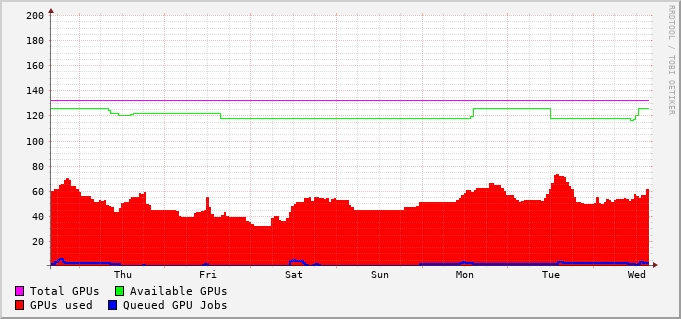 200
180
160
140
120
100
80
60
40
20
Thu Fri Sat Sun Mon Tue Wed
Total GPUs Available GPUs
GPUs used Queued GPU Jobs
RRDTOOL / TOBI OETIKER